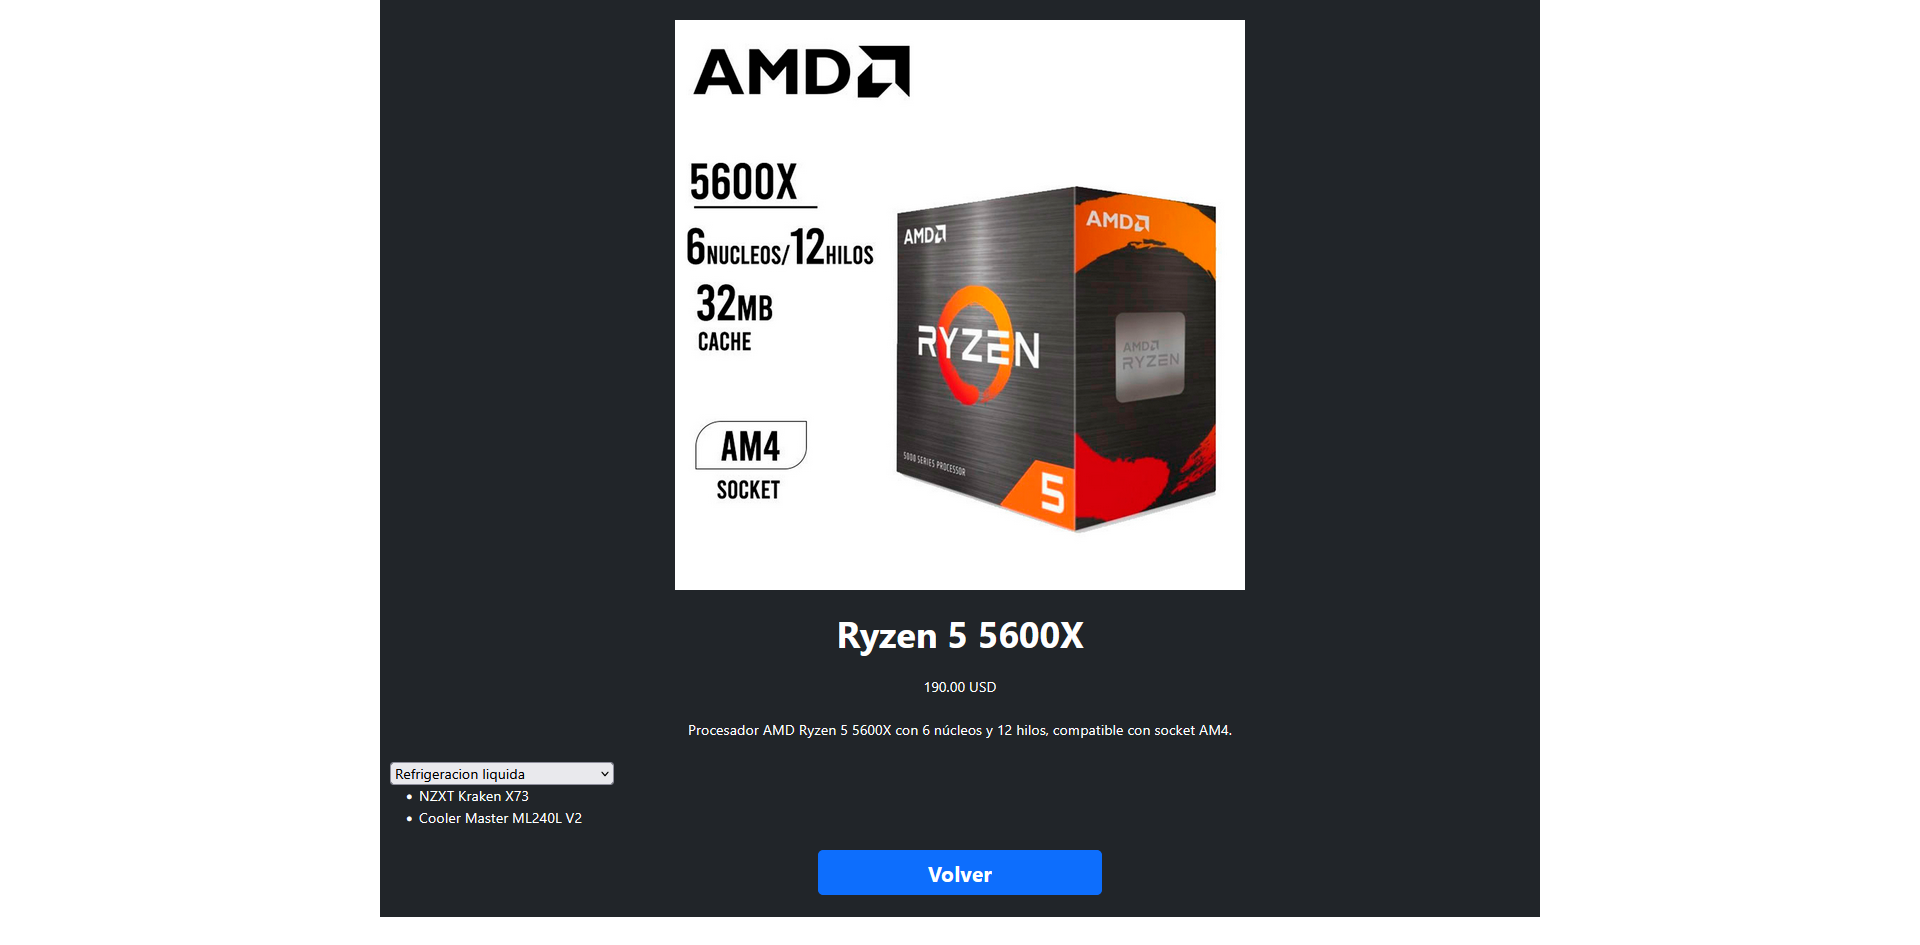 AMD
5600X
6NUCLEOS/12HILOS
32MB
CACHE
AM4
SOCKET
AMD
RYZEN
5000 SERIES PROCESSOR
5
AMD
AMD
RYZEN
Ryzen 5 5600X
190.00 USD
Procesador AMD Ryzen 5 5600X con 6 núcleos y 12 hilos, compatible con socket AM4.
Refrigeracion liquida
NZXT Kraken X73
Cooler Master ML240L V2
Volver